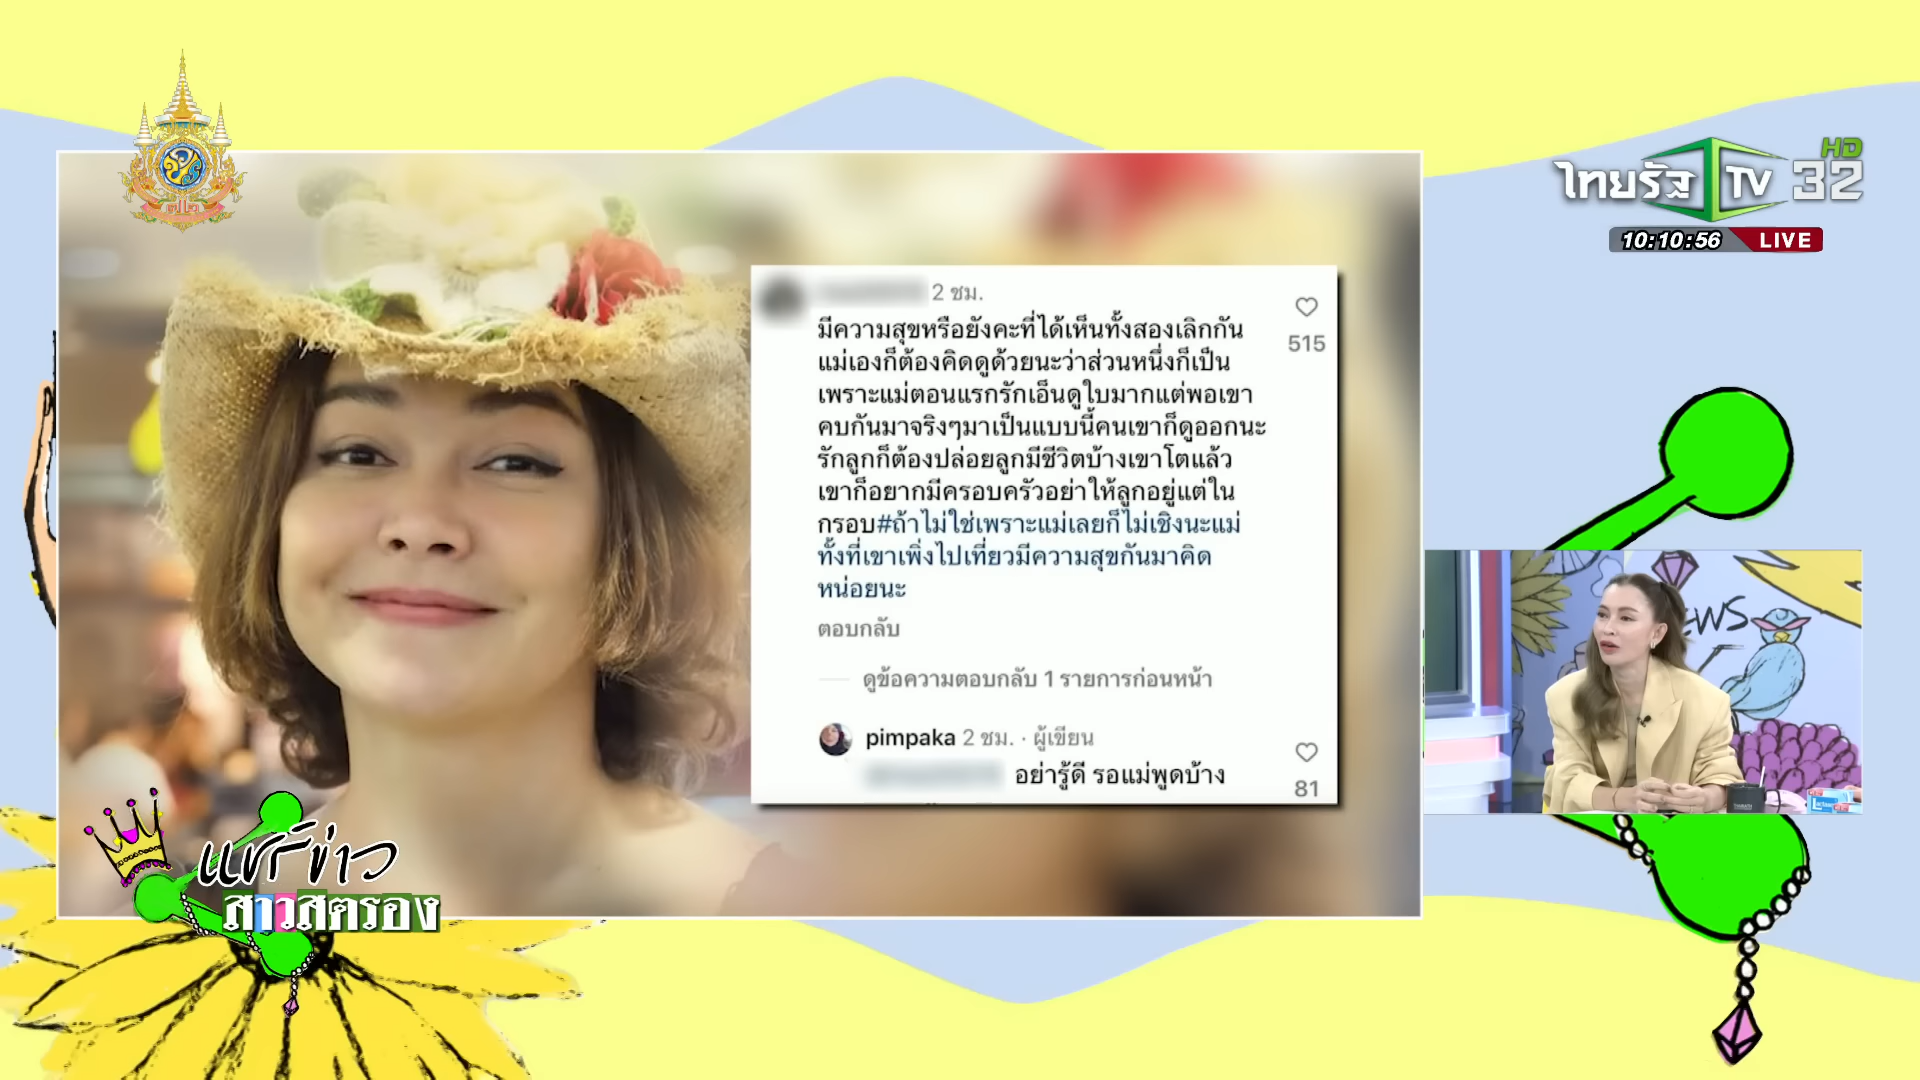 ไทยรัฐ TV 32 HD
10:10:56 LIVE
2 ชม.
มีความสุขหรือยังคะที่ได้เห็นทั้งสองเลิกกัน
แม่เองก็ต้องคิดดูด้วยนะว่าส่วนหนึ่งก็เป็น
เพราะแม่ตอนแรกรักเอ็นดูใบมากแต่พอเขา
คบกันมาจริงๆมาเป็นแบบนี้คนเขาก็ดูออกนะ
รักลูกก็ต้องปล่อยลูกมีชีวิตบ้างเขาโตแล้ว
เขาก็อยากมีครอบครัวอย่าให้ลูกอยู่แต่ใน
กรอบ#ถ้าไม่ใช่เพราะแม่เลยก็ไม่เชิงนะแม่
ทั้งที่เขาเพิ่งไปเที่ยวมีความสุขกันมาคิด
หน่อยนะ
515
ตอบกลับ
ดูข้อความตอบกลับ 1 รายการก่อนหน้า
pimpaka 2 ชม. · ผู้เขียน
อย่ารู้ดี รอแม่พูดบ้าง
81
แชร์ข่าว
สาวสตรอง
๗๒